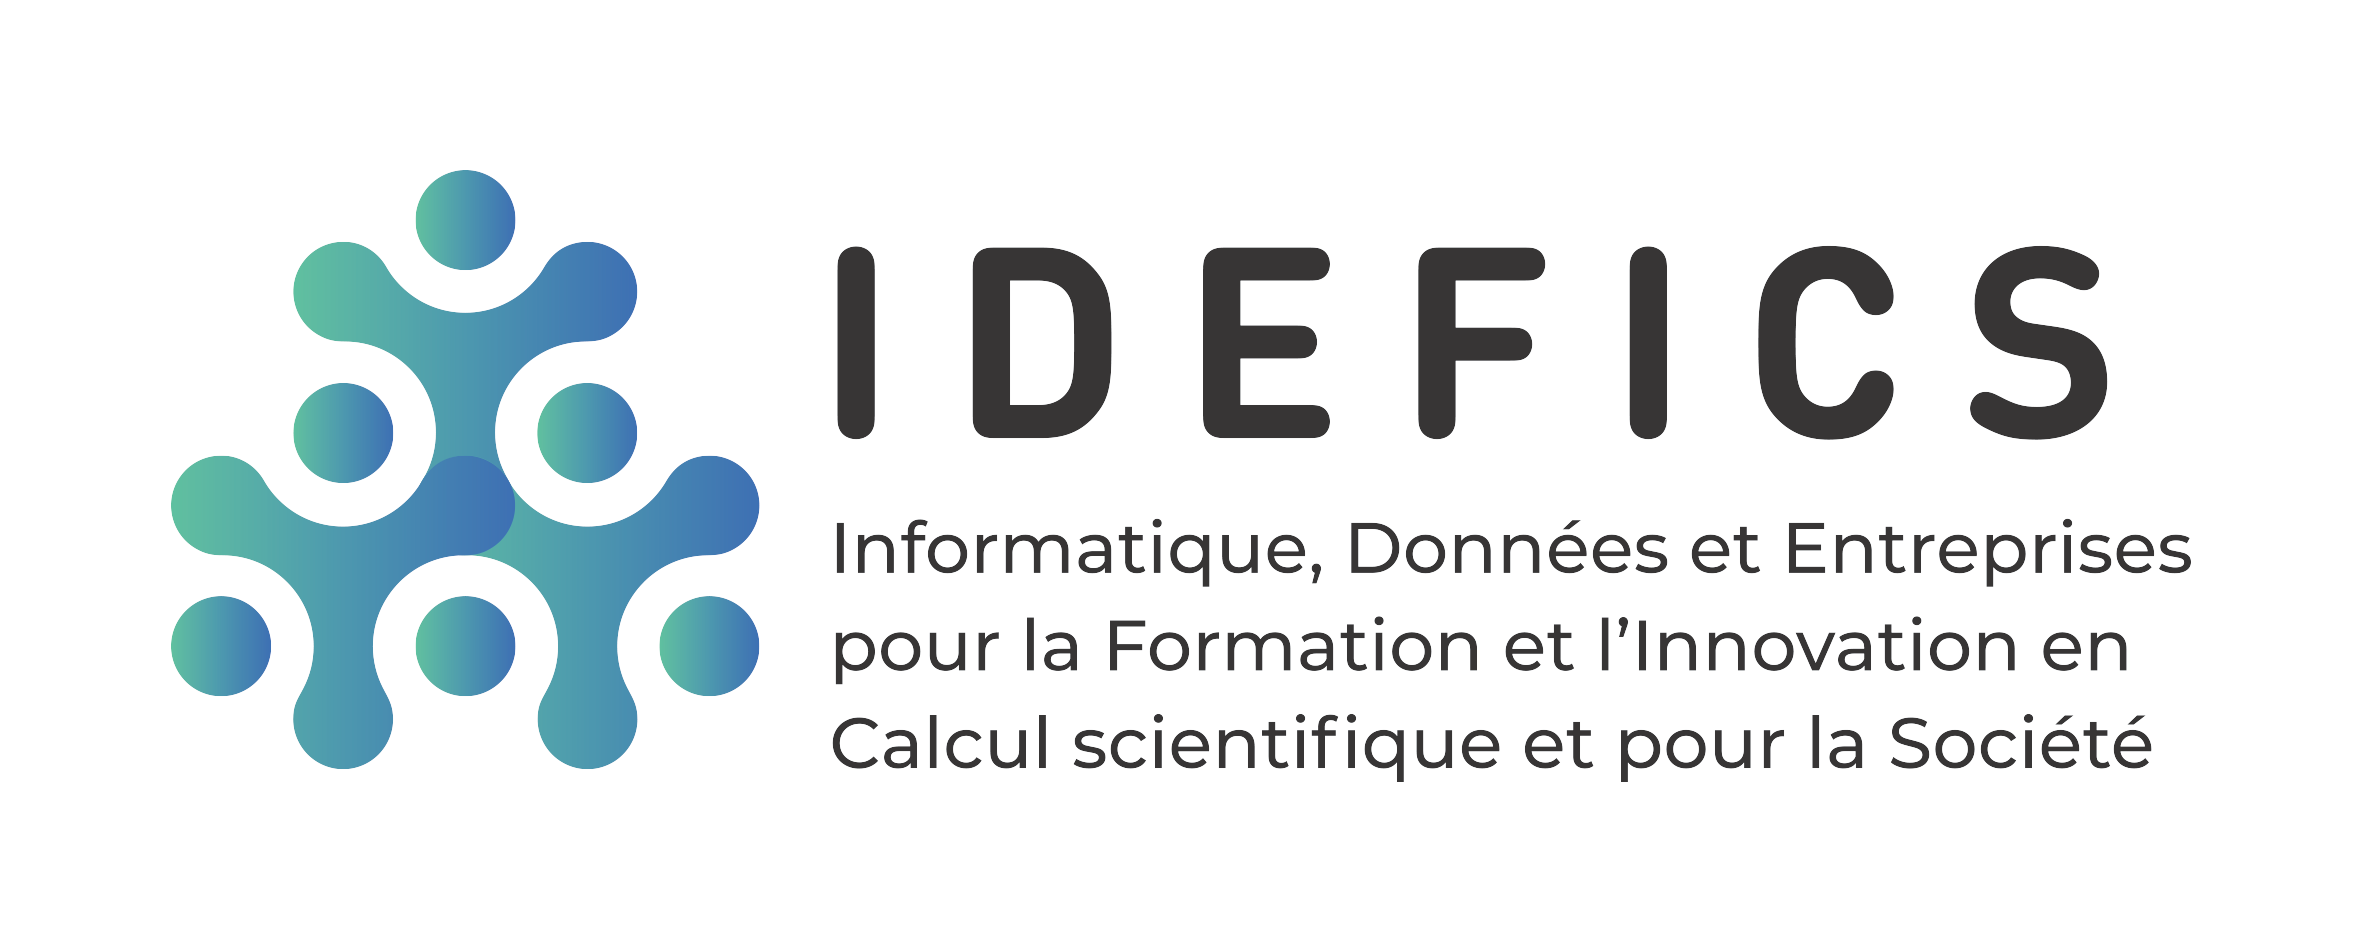 IDEFICS
Informatique, Données et Entreprises
pour la Formation et l’Innovation en
Calcul scientifique et pour la Société